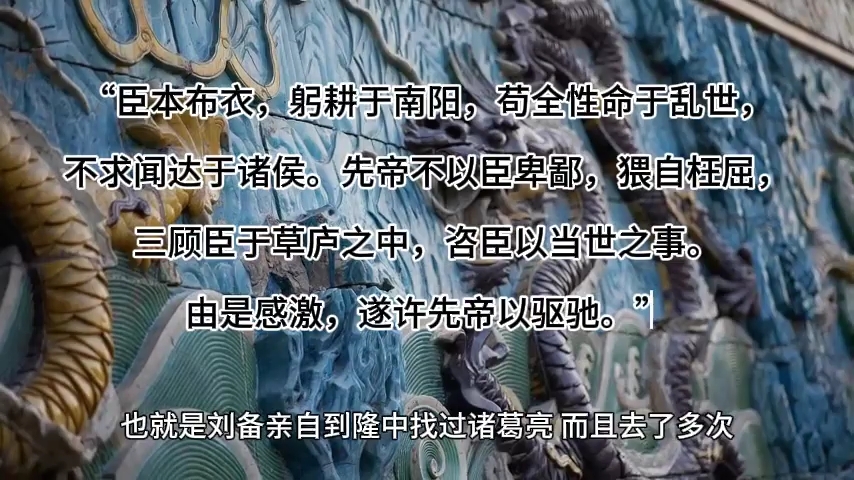 “臣本布衣，躬耕于南阳，苟全性命于乱世，
不求闻达于诸侯。先帝不以臣卑鄙，猥自枉屈，
三顾臣于草庐之中，咨臣以当世之事。
由是感激，遂许先帝以驱驰。”
也就是刘备亲自到隆中找过诸葛亮 而且去了多次